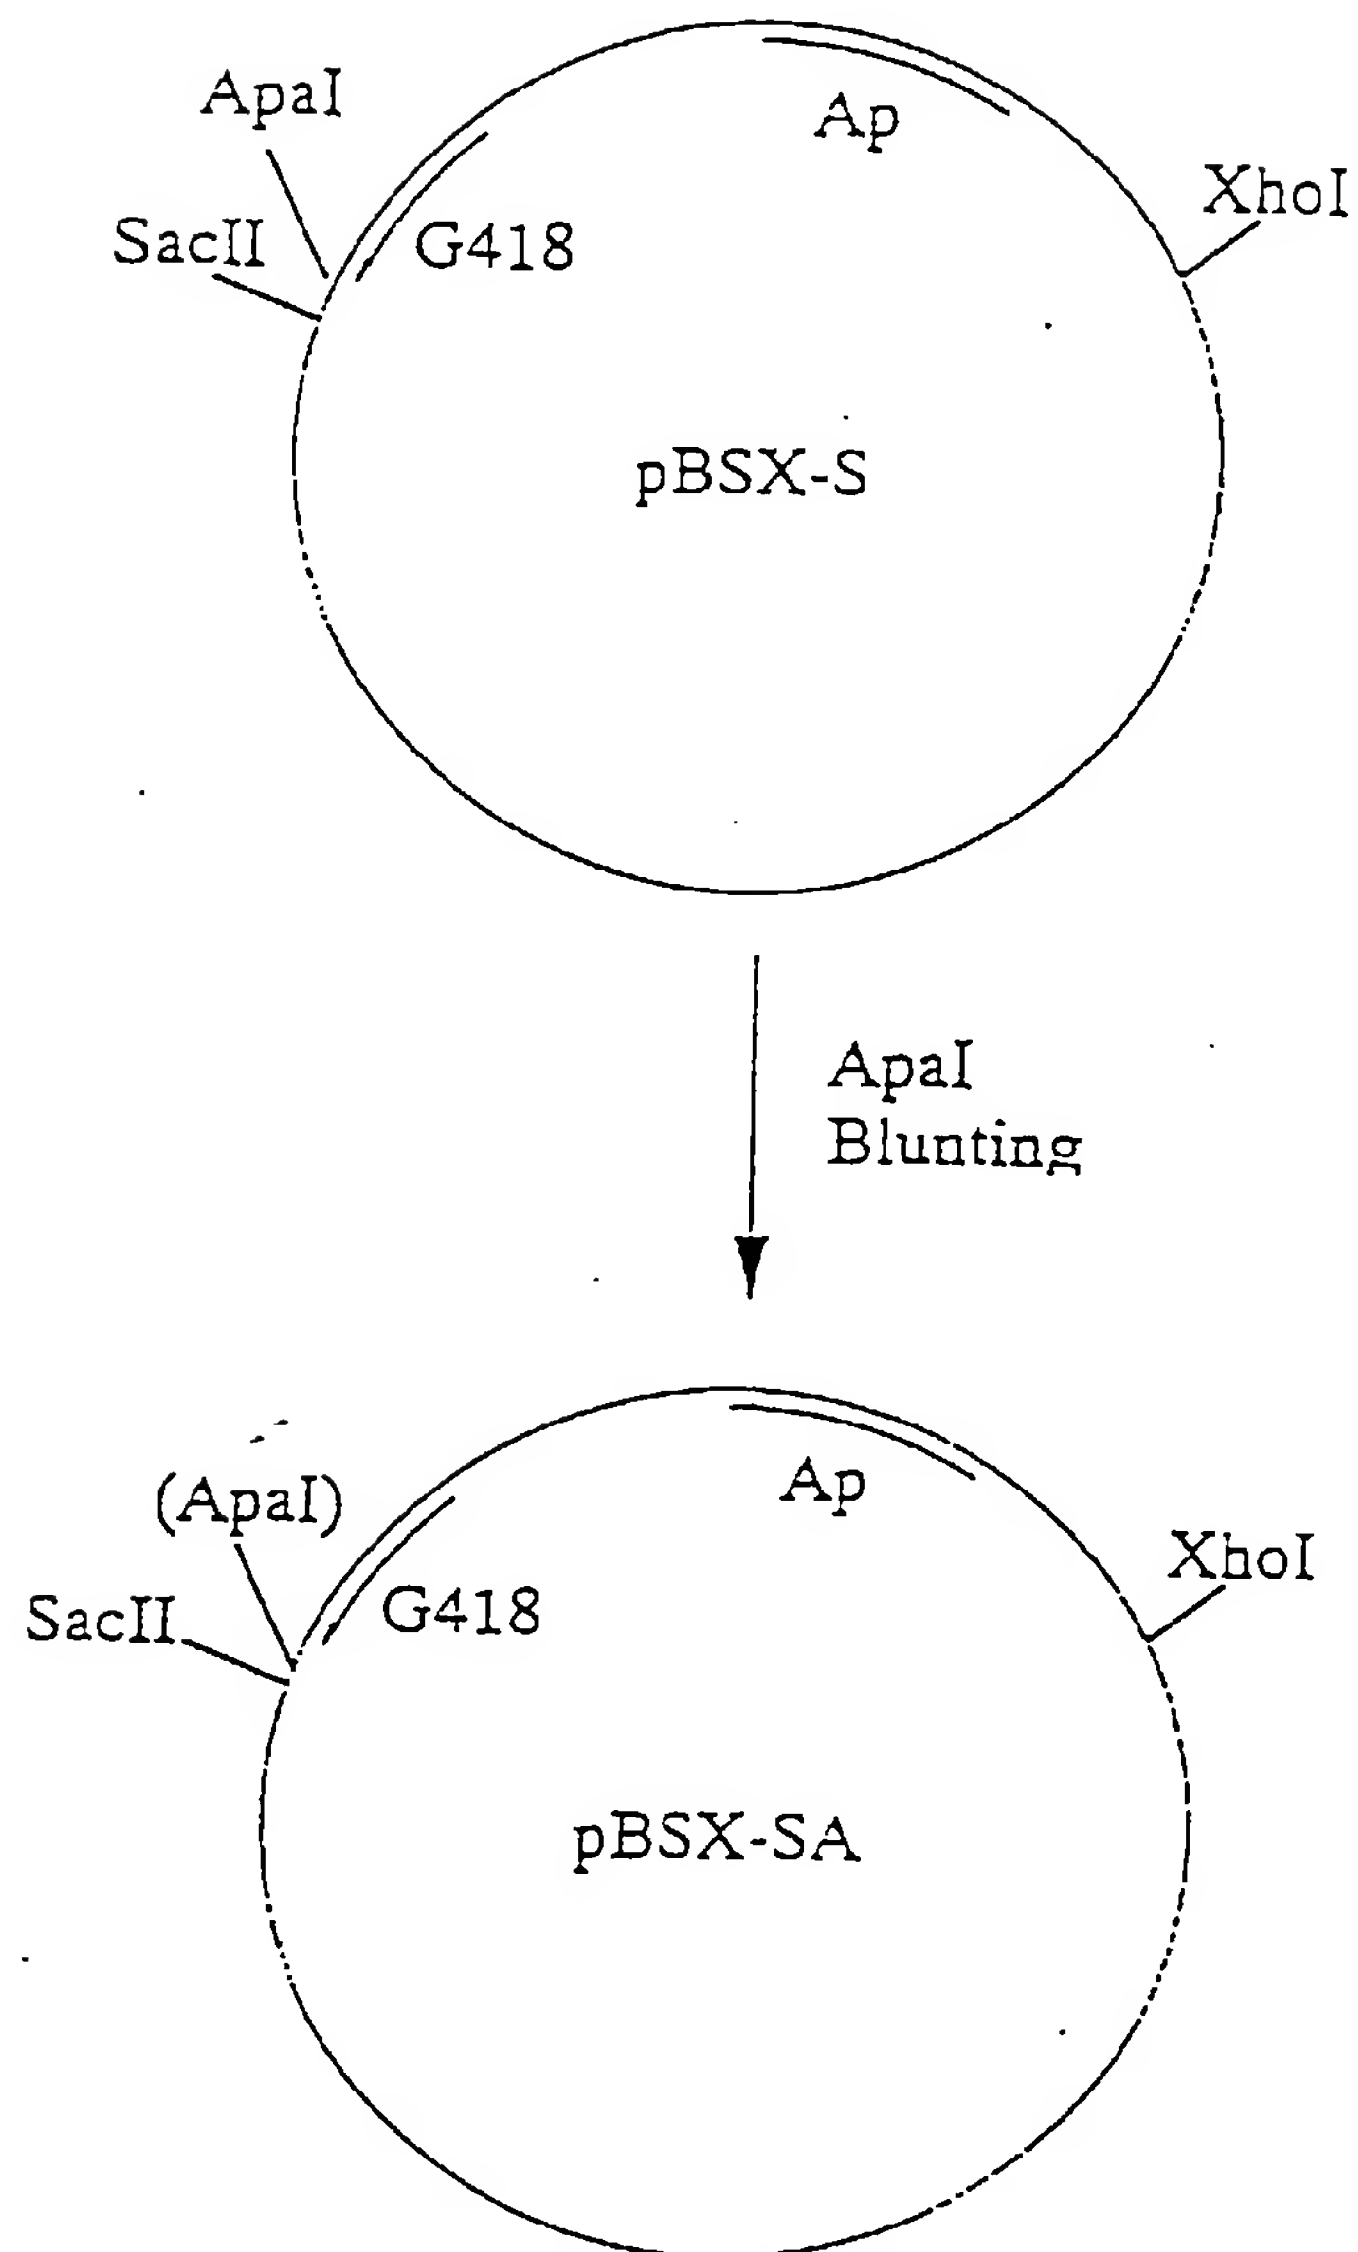 ApaI
Ap
XhoI
SacII
G418
pBSX-S
ApaI
Blunting
(ApaI)
Ap
XhoI
SacII
G418
pBSX-SA